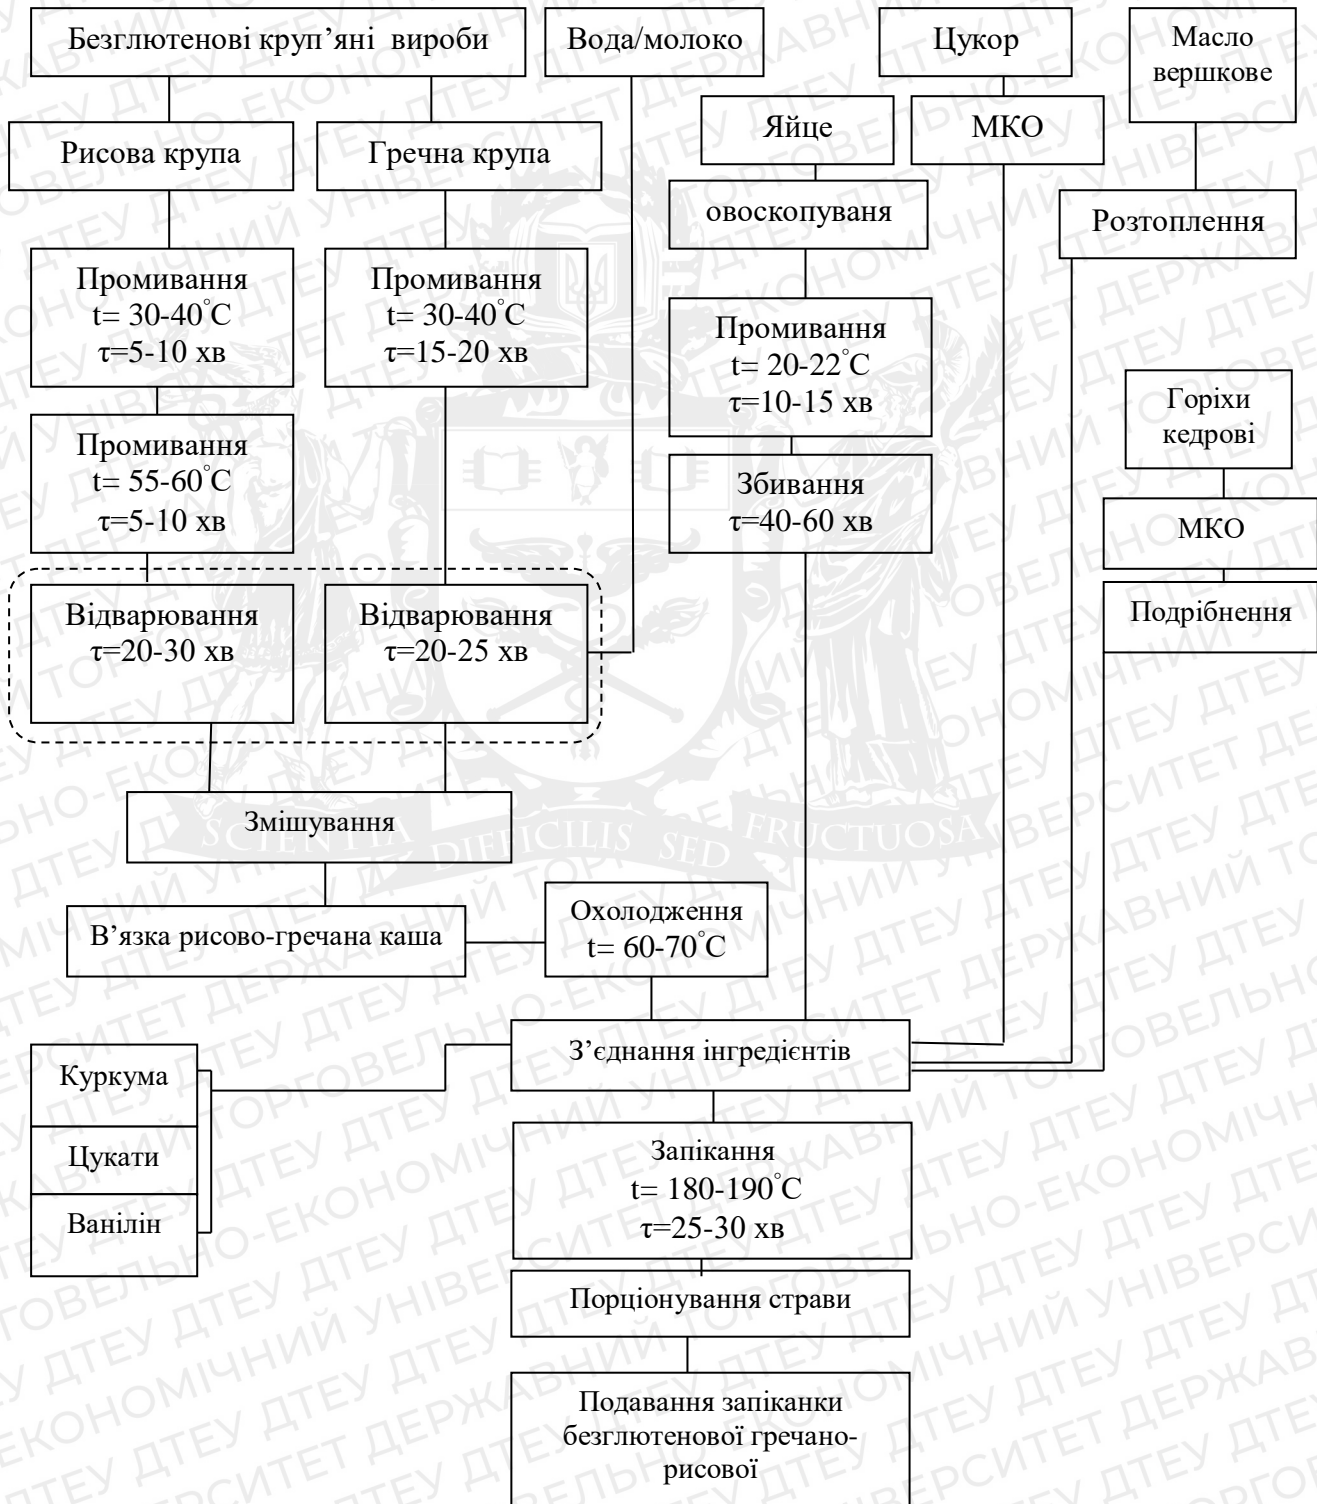 Безглютенові круп’яні вироби
Вода/молоко
Цукор
Масло
вершкове
Рисова крупа
Гречна крупа
Яйце
МКО
овоскопуваня
Розтоплення
Промивання
t= 30-40°C
τ=5-10 хв
Промивання
t= 30-40°C
τ=15-20 хв
Промивання
t= 20-22°C
τ=10-15 хв
Горіхи
кедрові
Промивання
t= 55-60°C
τ=5-10 хв
Збивання
τ=40-60 хв
МКО
Подрібнення
Відварювання
τ=20-30 хв
Відварювання
τ=20-25 хв
Змішування
SCIENTIA DIFFICILIS SED FRUCTUOSA
В’язка рисово-гречана каша
Охолодження
t= 60-70°C
З’єднання інгредієнтів
Куркума
Цукати
Ванілін
Запікання
t= 180-190°C
τ=25-30 хв
Порціонування страви
Подавання запіканки
безглютенової гречано-
рисової